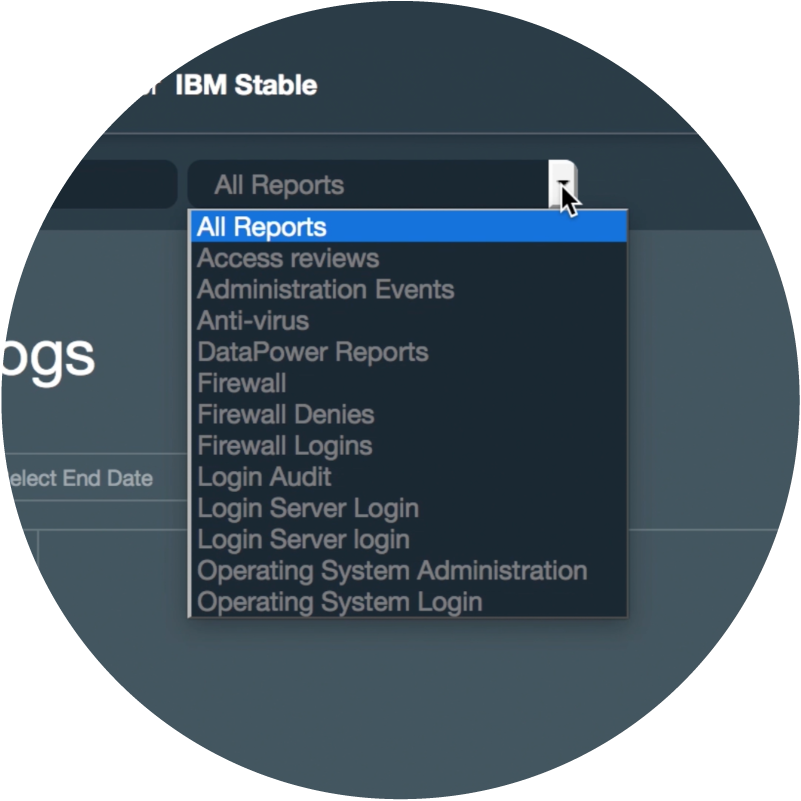 IBM Stable
All Reports
All Reports
Access reviews
Administration Events
Anti-virus
DataPower Reports
Firewall
Firewall Denies
Firewall Logins
Login Audit
Login Server Login
Login Server login
Operating System Administration
Operating System Login
ogs
elect End Date